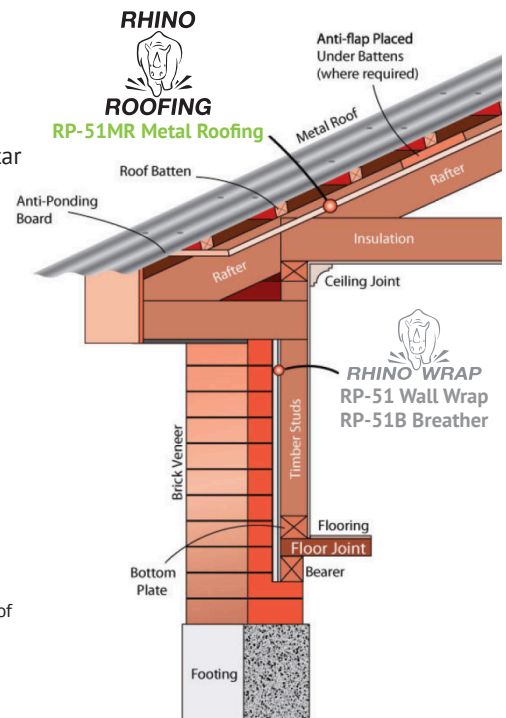 RHINO
ROOFING
RP-51MR Metal Roofing
Anti-flap Placed
Under Battens
(where required)
Metal Roof
Roof Batten
Rafter
Anti-Ponding
Board
Insulation
Rafter
Ceiling Joint
RHINO WRAP
RP-51 Wall Wrap
RP-51B Breather
Timber Studs
Brick Veneer
Flooring
Floor Joint
Bottom
Plate
Bearer
of
Footing